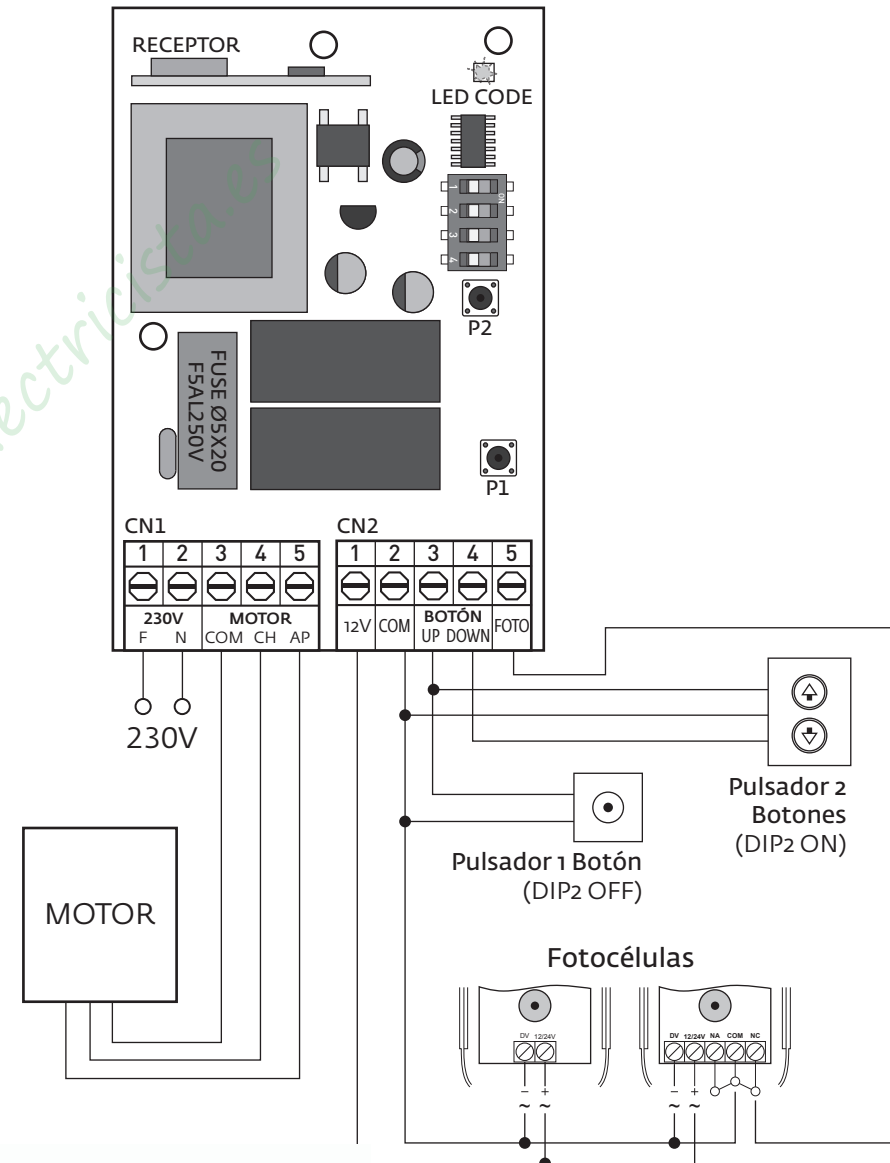 RECEPTOR
LED CODE
ON
1
2
3
4
P2
FUSE Ø5X20
F5AL250V
P1
CN1
1 2 3 4 5
230V MOTOR
F N COM CH AP
CN2
1 2 3 4 5
12V COM BOTÓN FOTO
UP DOWN
230V
Pulsador 2
Botones
(DIP2 ON)
Pulsador 1 Botón
(DIP2 OFF)
MOTOR
Fotocélulas
DV 12/24V
DV 12/24V NA COM NC
- +
~ ~
- +
~ ~